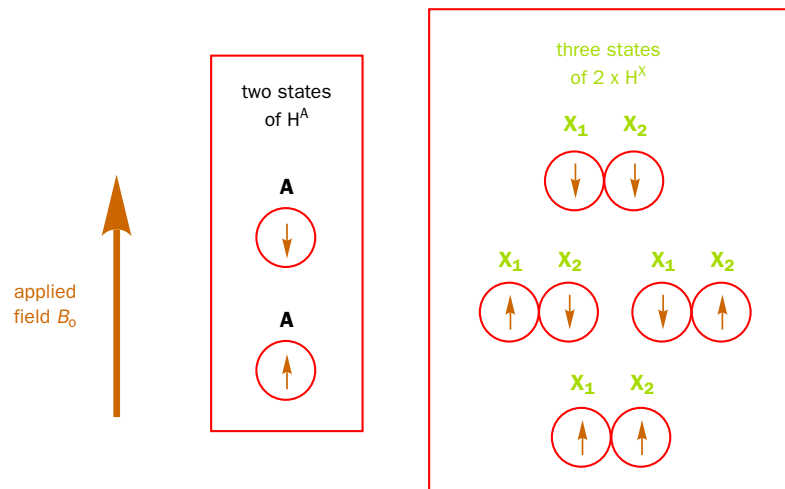 applied
field Bo
two states
of HA
A
A
three states
of 2 x HX
X1 X2
X1 X2 X1 X2
X1 X2